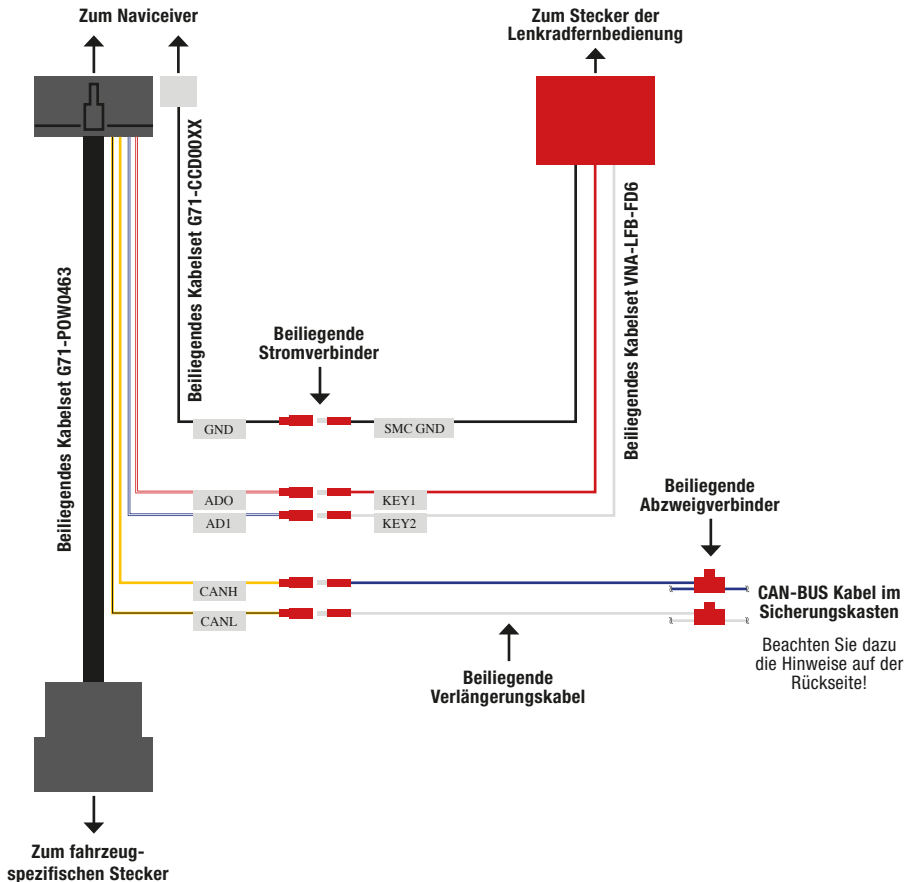 Zum Naviceiver
Zum Stecker der
Lenkradfernbedienung
Beiliegendes Kabelset G71-POW0463
Beiliegendes Kabelset G71-CCD00XX
Beiliegendes Kabelset VNA-LFB-FD6
Beiliegende
Stromverbinder
GND
SMC GND
ADO
KEY1
AD1
KEY2
Beiliegende
Abzweigverbinder
CANH
CANL
CAN-BUS Kabel im
Sicherungskasten
Beachten Sie dazu
die Hinweise auf der
Rückseite!
Beiliegende
Verlängerungskabel
Zum fahrzeug-
spezifischen Stecker